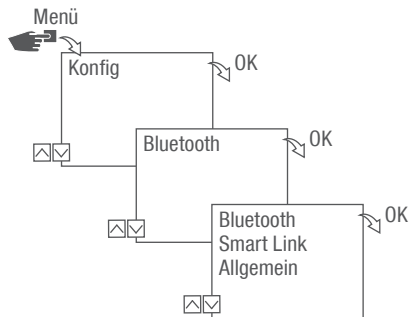 Menü
Konfig
OK
Bluetooth
OK
Bluetooth
Smart Link
Allgemein
OK